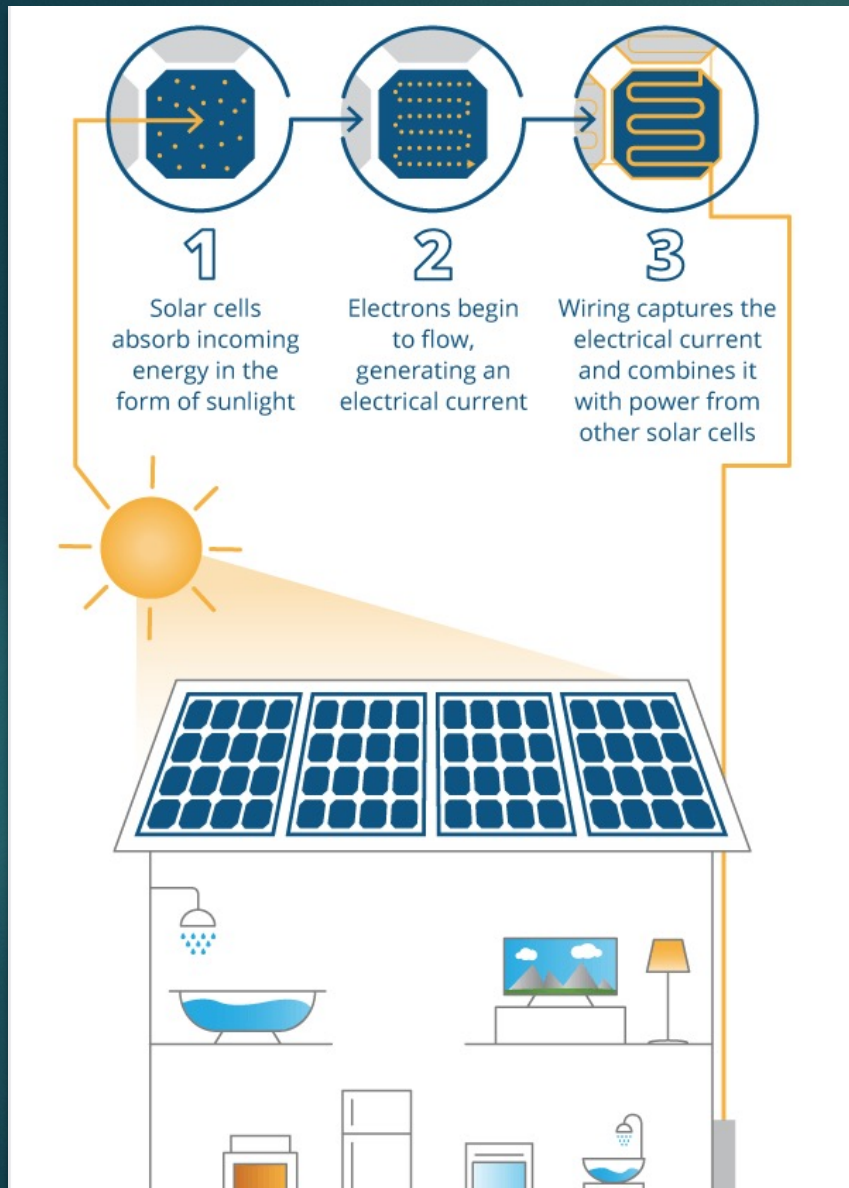 1
Solar cells
absorb incoming
energy in the
form of sunlight
2
Electrons begin
to flow,
generating an
electrical current
3
Wiring captures the
electrical current
and combines it
with power from
other solar cells